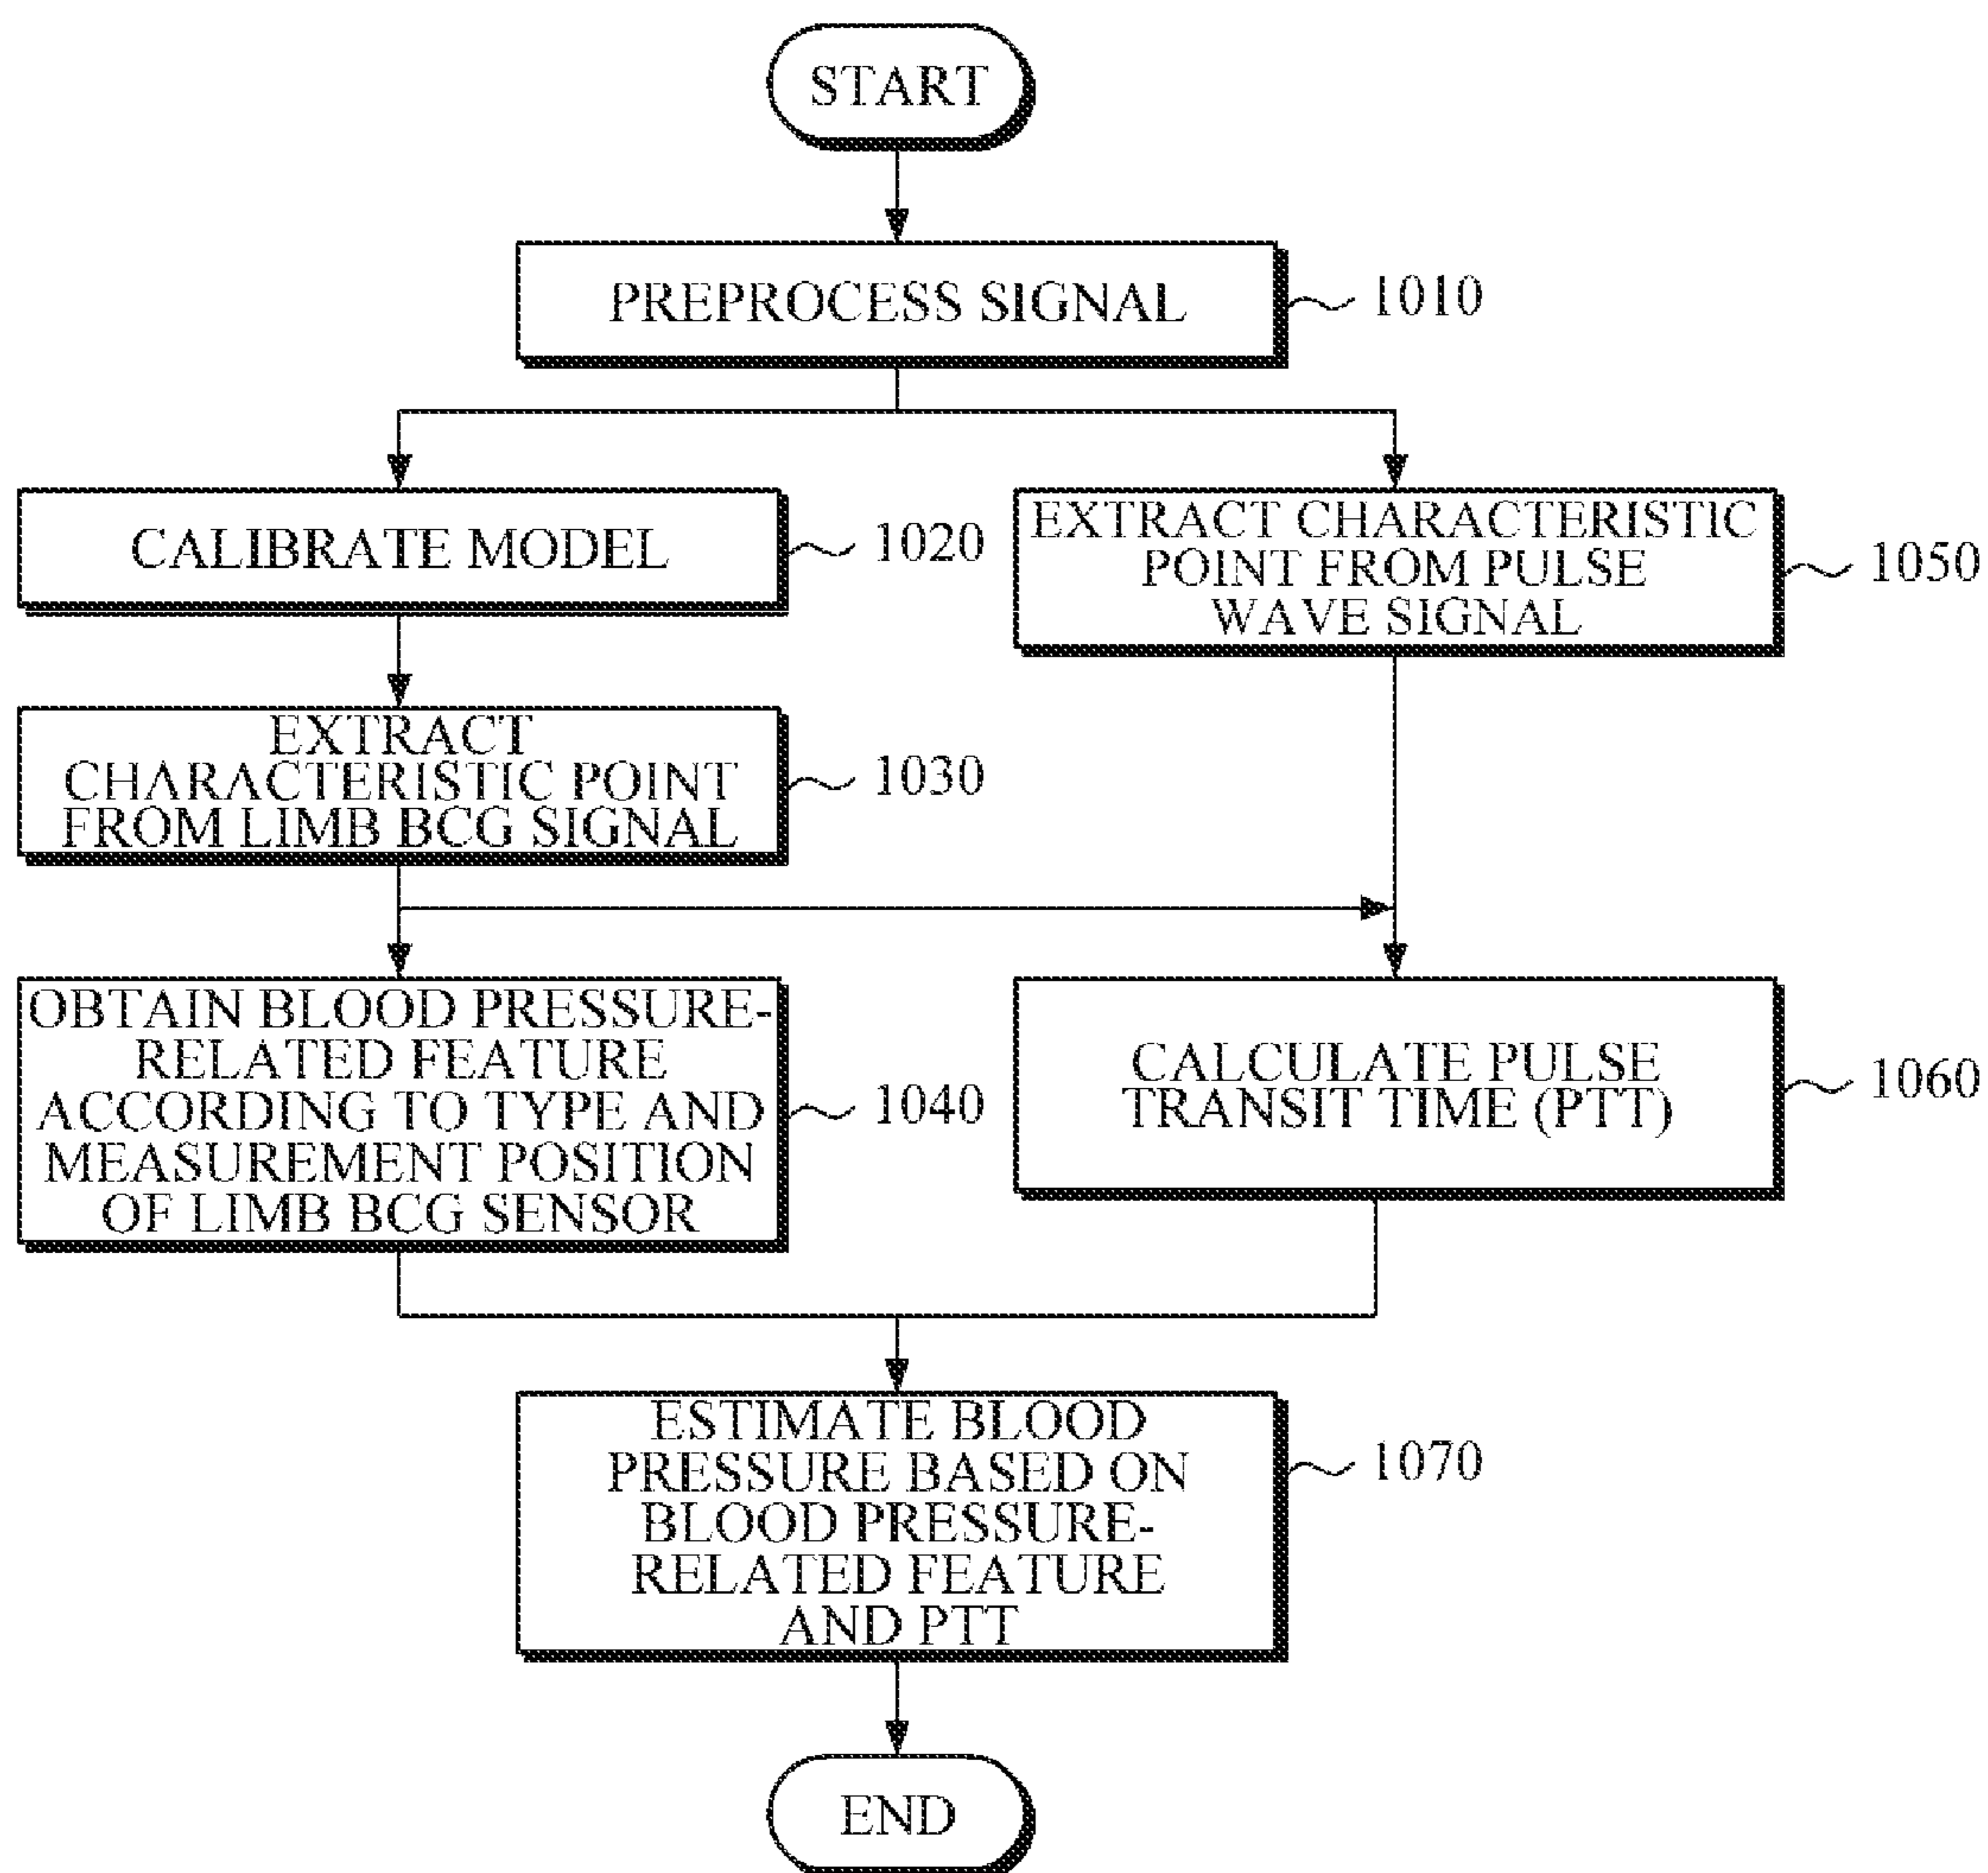 START
PREPROCESS SIGNAL
1010
CALIBRATE MODEL
1020
EXTRACT
CHARACTERISTIC POINT
FROM LIMB BCG SIGNAL
1030
OBTAIN BLOOD PRESSURE-
RELATED FEATURE
ACCORDING TO TYPE AND
MEASUREMENT POSITION
OF LIMB BCG SENSOR
1040
EXTRACT CHARACTERISTIC
POINT FROM PULSE
WAVE SIGNAL
1050
CALCULATE PULSE
TRANSIT TIME (PTT)
1060
ESTIMATE BLOOD
PRESSURE BASED ON
BLOOD PRESSURE-
RELATED FEATURE
AND PTT
1070
END